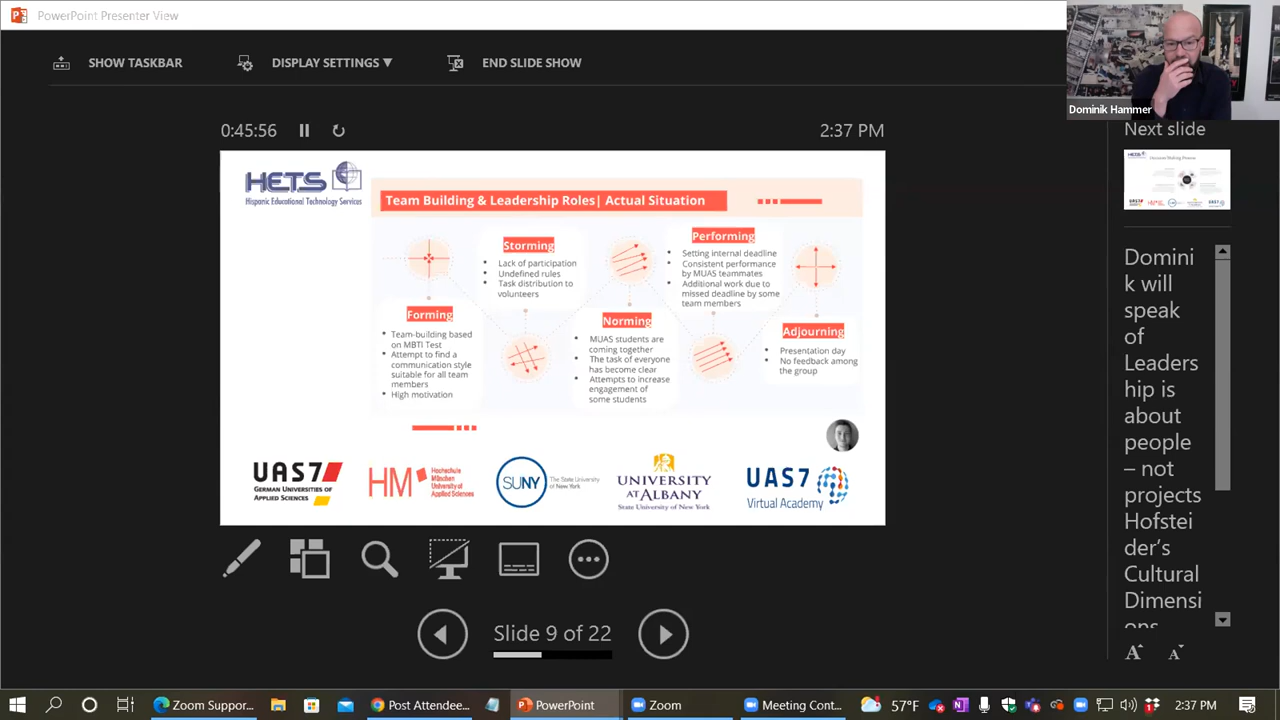 PowerPoint Presenter View
SHOW TASKBAR
DISPLAY SETTINGS ▼
END SLIDE SHOW
Dominik Hammer
0:45:56
2:37 PM
HETS
Hispanic Educational Technology Services
Team Building & Leadership Roles| Actual Situation
Forming
• Team-building based
on MBTI Test
• Attempt to find a
communication style
suitable for all team
members
• High motivation
Storming
• Lack of participation
• Undefined rules
• Task distribution to
volunteers
Norming
• MUAS students are
coming together
• The task of everyone
has become clear
• Attempts to increase
engagement of
some students
Performing
• Setting internal deadline
• Consistent performance
by MUAS teammates
• Additional work due to
missed deadline by some
team members
Adjourning
• Presentation day
• No feedback among
the group
UAS7
GERMAN UNIVERSITIES OF
APPLIED SCIENCES
HM
Hochschule
München
University of
Applied Sciences
SUNY
The State University
of New York
UNIVERSITY
AT ALBANY
State University of New York
UAS7
Virtual Academy
Slide 9 of 22
Next slide
HETS
Decision Making Process
Domini
k will
speak
of
Leaders
hip is
about
people
– not
projects
Hofstei
der's
Cultural
Dimensi
ons
A
A
Zoom Suppor...
Post Attendee...
PowerPoint
Zoom
Meeting Cont...
57°F
2:37 PM